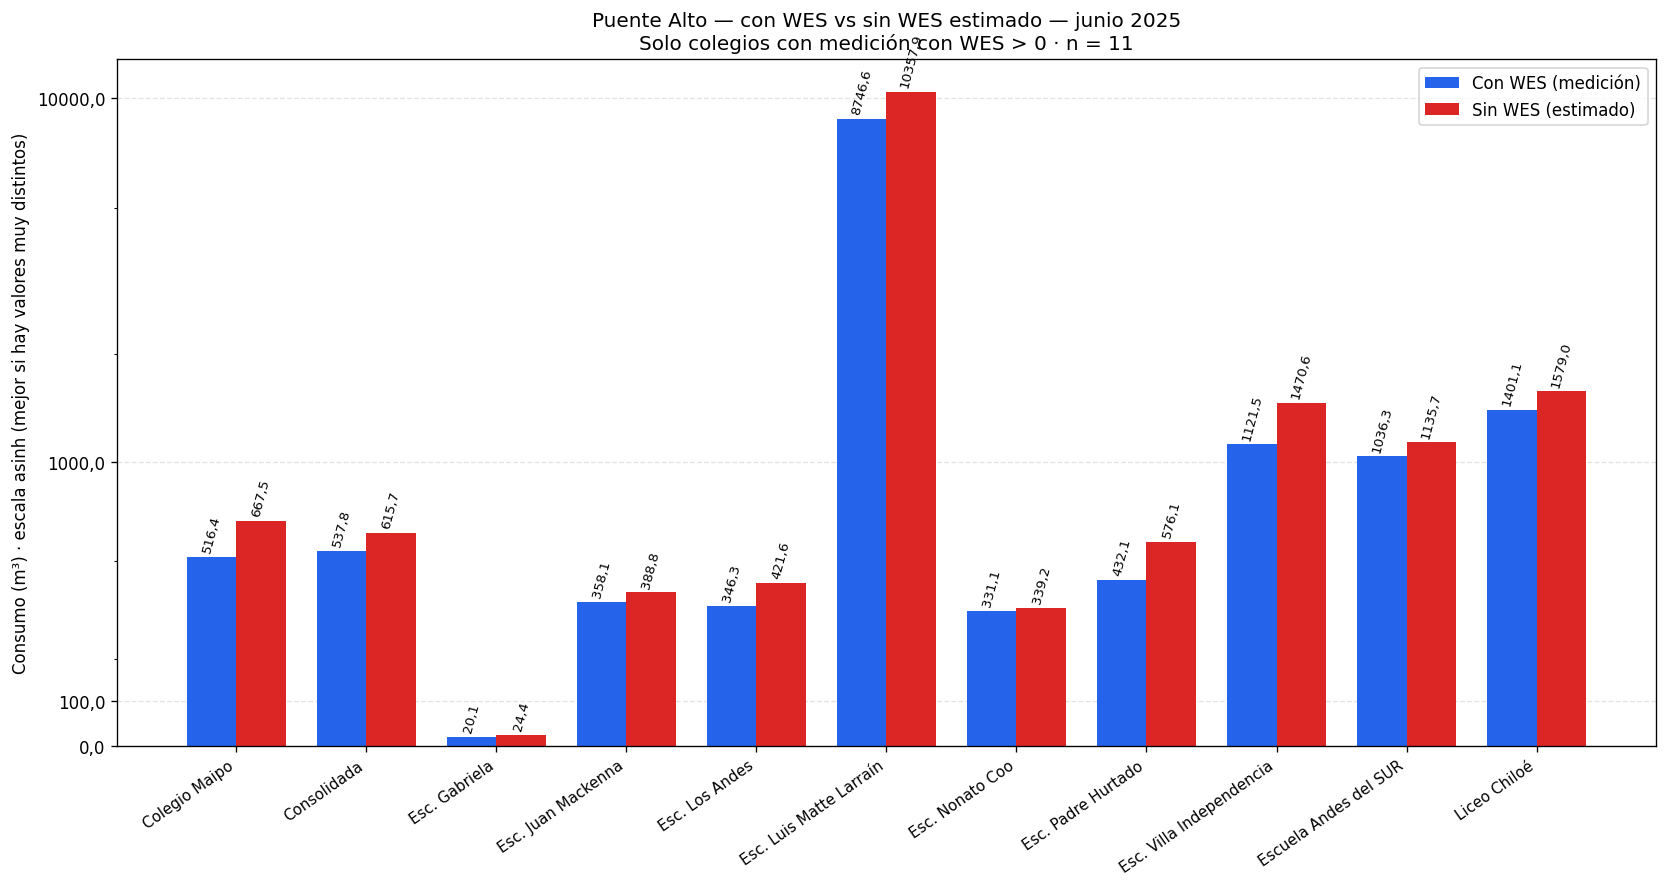 Puente Alto — con WES vs sin WES estimado — junio 2025
Solo colegios con medición con WES > 0 · n = 11
Con WES (medición)
Sin WES (estimado)
Consumo (m³) · escala asinh (mejor si hay valores muy distintos)
10000,0
1000,0
100,0
0,0
516,4
667,5
537,8
615,7
20,1
24,4
358,1
388,8
346,3
421,6
8746,6
10357,9
331,1
339,2
432,1
576,1
1121,5
1470,6
1036,3
1135,7
1401,1
1579,0
Colegio Maipo
Consolidada
Esc. Gabriela
Esc. Juan Mackenna
Esc. Los Andes
Esc. Luis Matte Larraín
Esc. Nonato Coo
Esc. Padre Hurtado
Esc. Villa Independencia
Escuela Andes del SUR
Liceo Chiloé